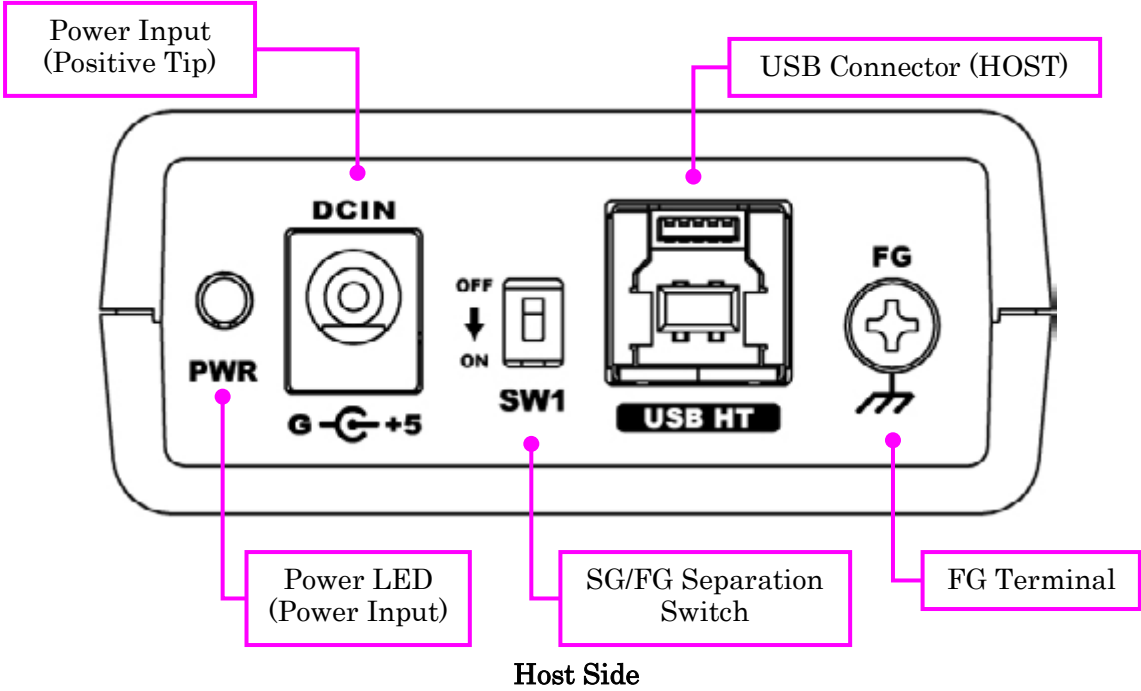 Power Input
(Positive Tip)
USB Connector (HOST)
DCIN
FG
OFF
ON
PWR
SW1
G +5
USB HT
Power LED
(Power Input)
SG/FG Separation
Switch
FG Terminal
Host Side